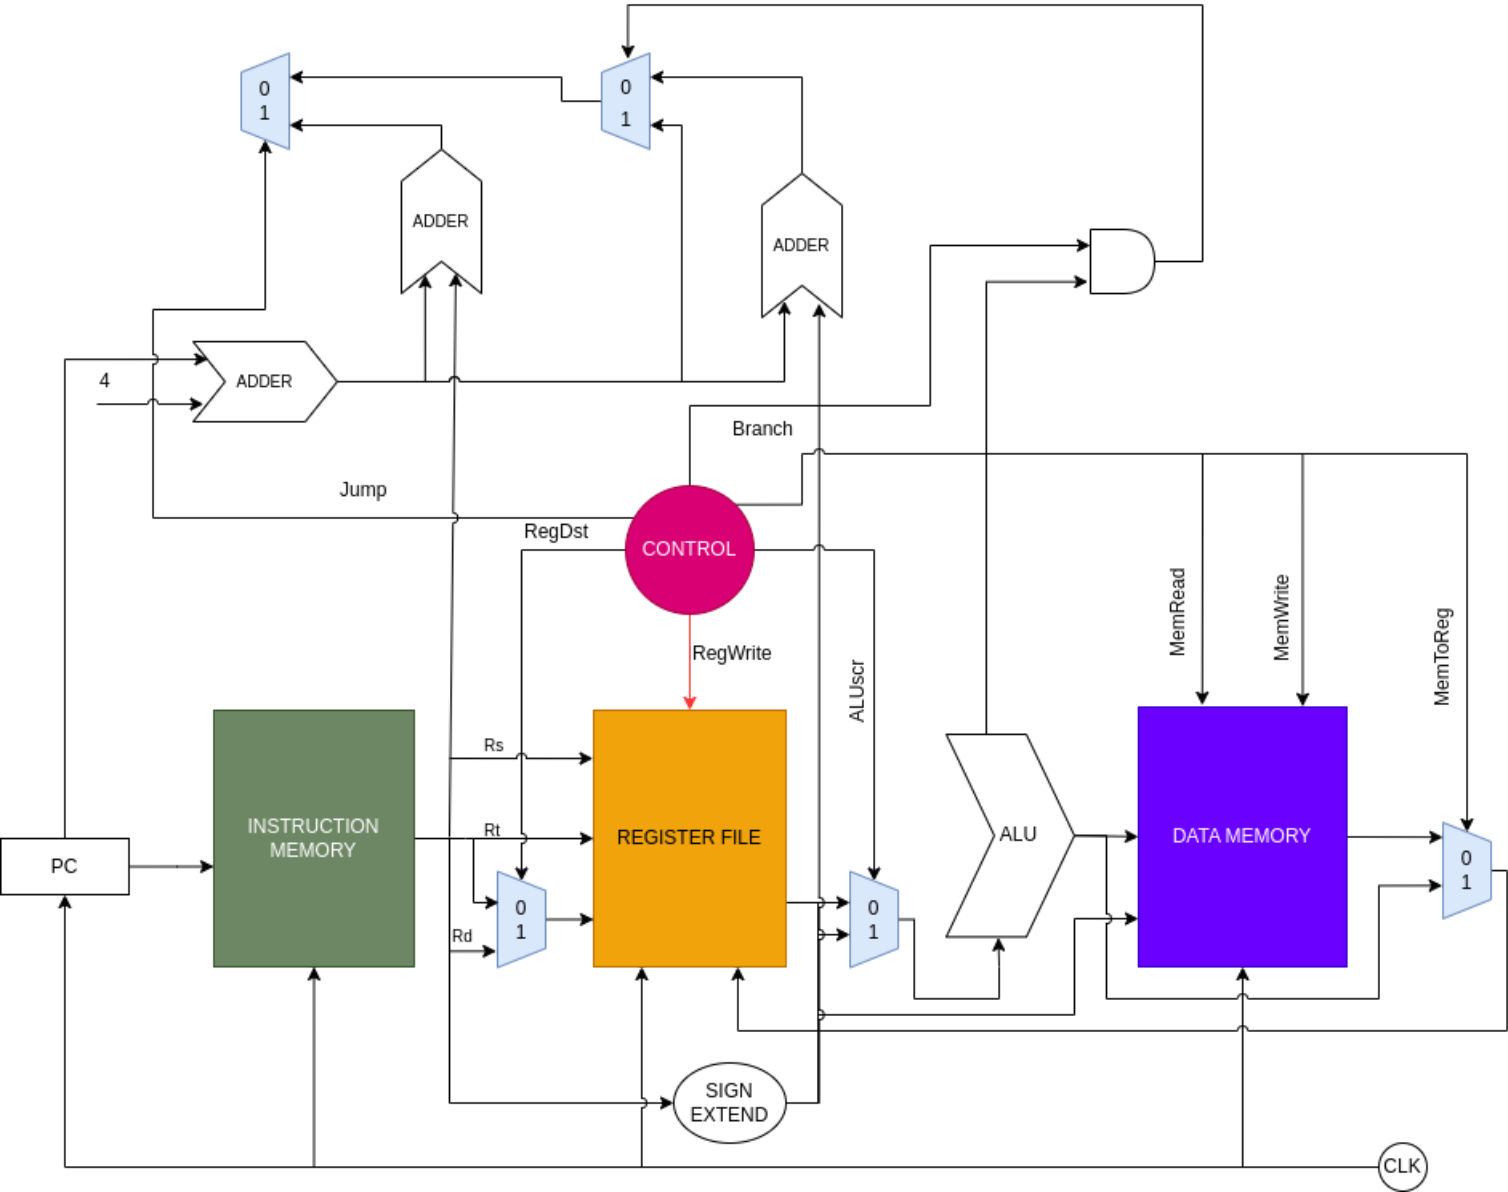 0
1
0
1
ADDER
ADDER
4
ADDER
Branch
Jump
RegDst
CONTROL
RegWrite
ALUscr
MemRead
MemWrite
MemToReg
Rs
INSTRUCTION
MEMORY
Rt
REGISTER FILE
ALU
DATA MEMORY
0
1
PC
0
1
Rd
0
1
SIGN
EXTEND
CLK